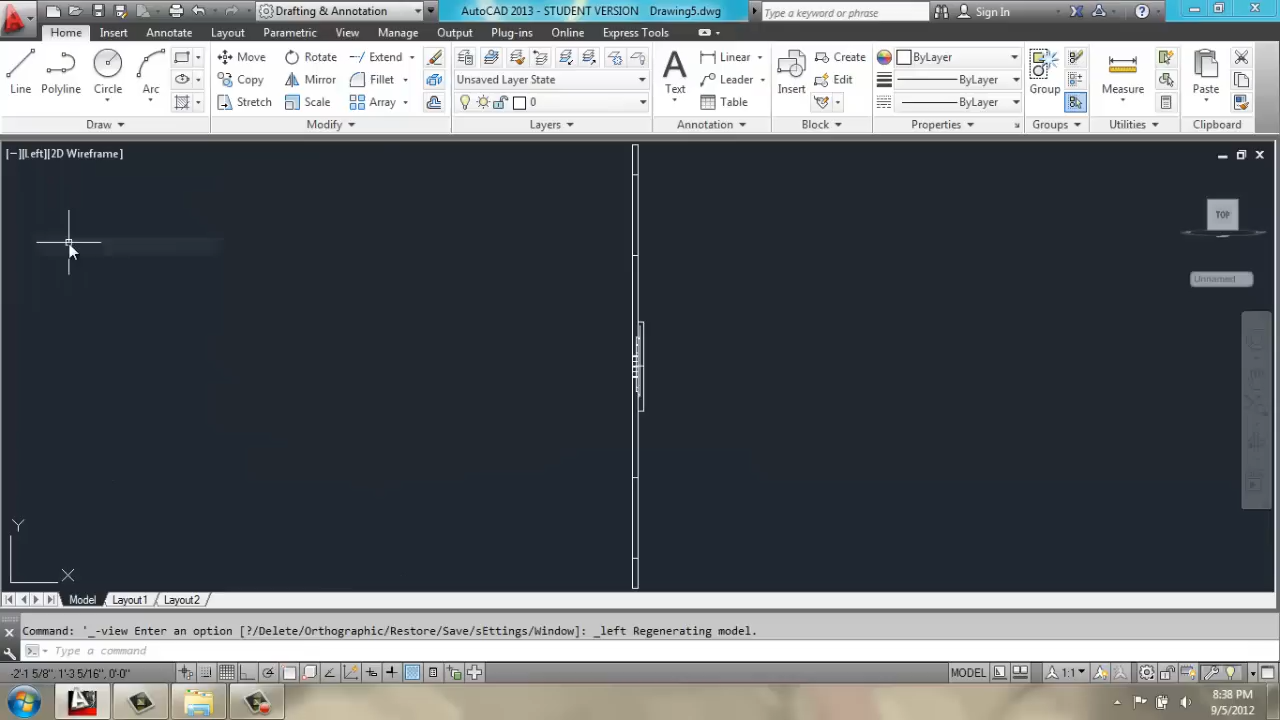 Drafting & Annotation
AutoCAD 2013 - STUDENT VERSION Drawing5.dwg
Type a keyword or phrase
Sign In
Home Insert Annotate Layout Parametric View Manage Output Plug-ins Online Express Tools
Line Polyline Circle Arc
Move Rotate Extend
Copy Mirror Fillet
Stretch Scale Array
Unsaved Layer State
0
Text
Linear
Leader
Table
Insert
Create
Edit
ByLayer
ByLayer
ByLayer
Group
Measure
Paste
Draw Modify Layers Annotation Block Properties Groups Utilities Clipboard
[−][Left][2D Wireframe]
TOP
Unnamed
Y
X
Model Layout1 Layout2
Command: '_-view Enter an option [?/Delete/Orthographic/Restore/Save/sEttings/Window]: _left Regenerating model.
Type a command
-2'-1 5/8", 1'-3 5/16", 0'-0"
MODEL
1:1
8:38 PM
9/5/2012